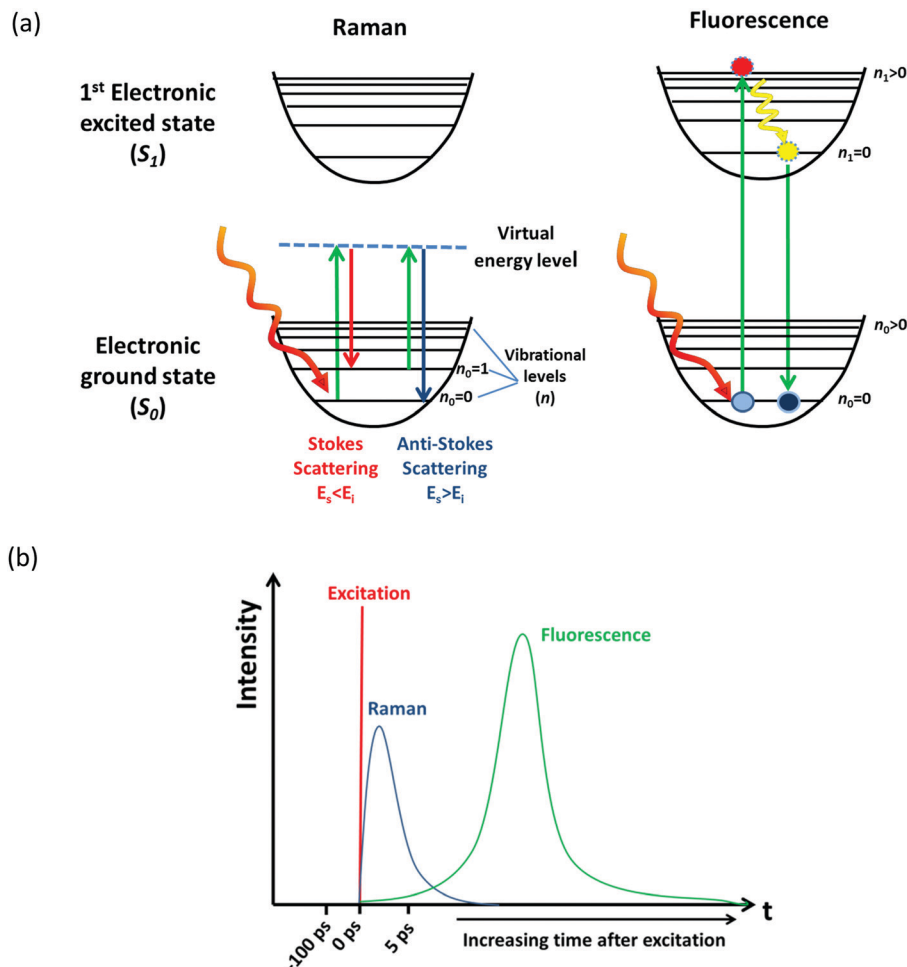 (a)
Raman
Fluorescence
1st Electronic
excited state
(S1)
n1>0
n1=0
Virtual
energy level
Electronic
ground state
(S0)
n0=1
n0=0
Vibrational
levels
(n)
n0>0
n0=0
Stokes
Scattering
Es<Ei
Anti-Stokes
Scattering
Es>Ei
(b)
Intensity
Excitation
Raman
Fluorescence
t
-100 ps
0 ps
5 ps
Increasing time after excitation